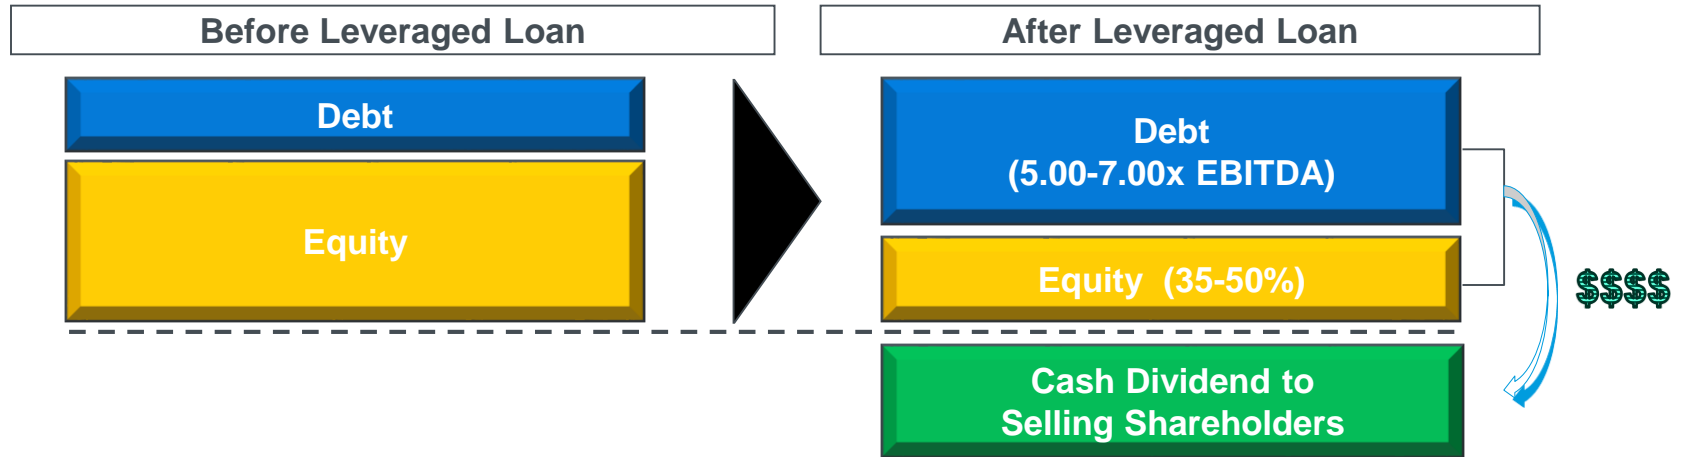 Before Leveraged Loan
After Leveraged Loan
Debt
Equity
Debt
(5.00-7.00x EBITDA)
Equity (35-50%)
$$$$
Cash Dividend to
Selling Shareholders